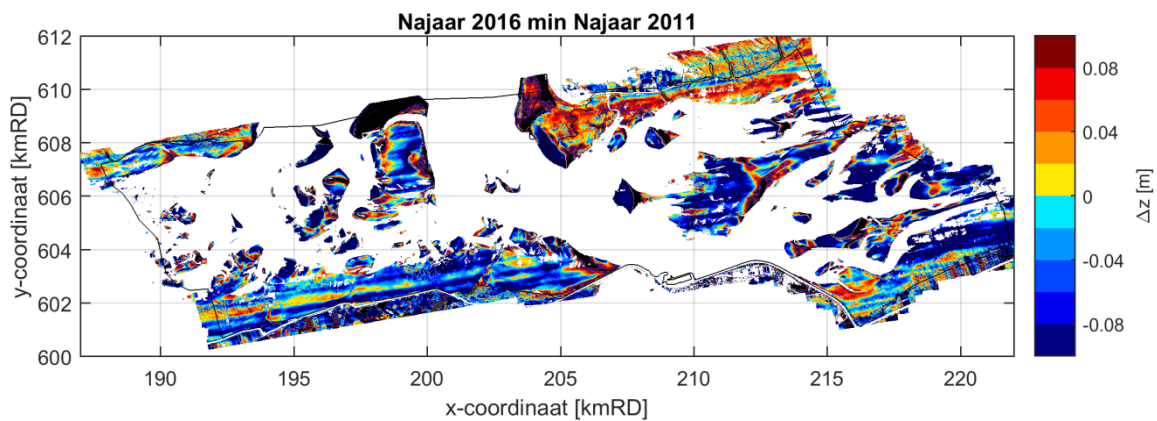 Najaar 2016 min Najaar 2011
612
610
608
606
604
602
600
y-coordinaat [kmRD]
190 195 200 205 210 215 220
x-coordinaat [kmRD]
0.08
0.04
0
-0.04
-0.08
Δz [m]